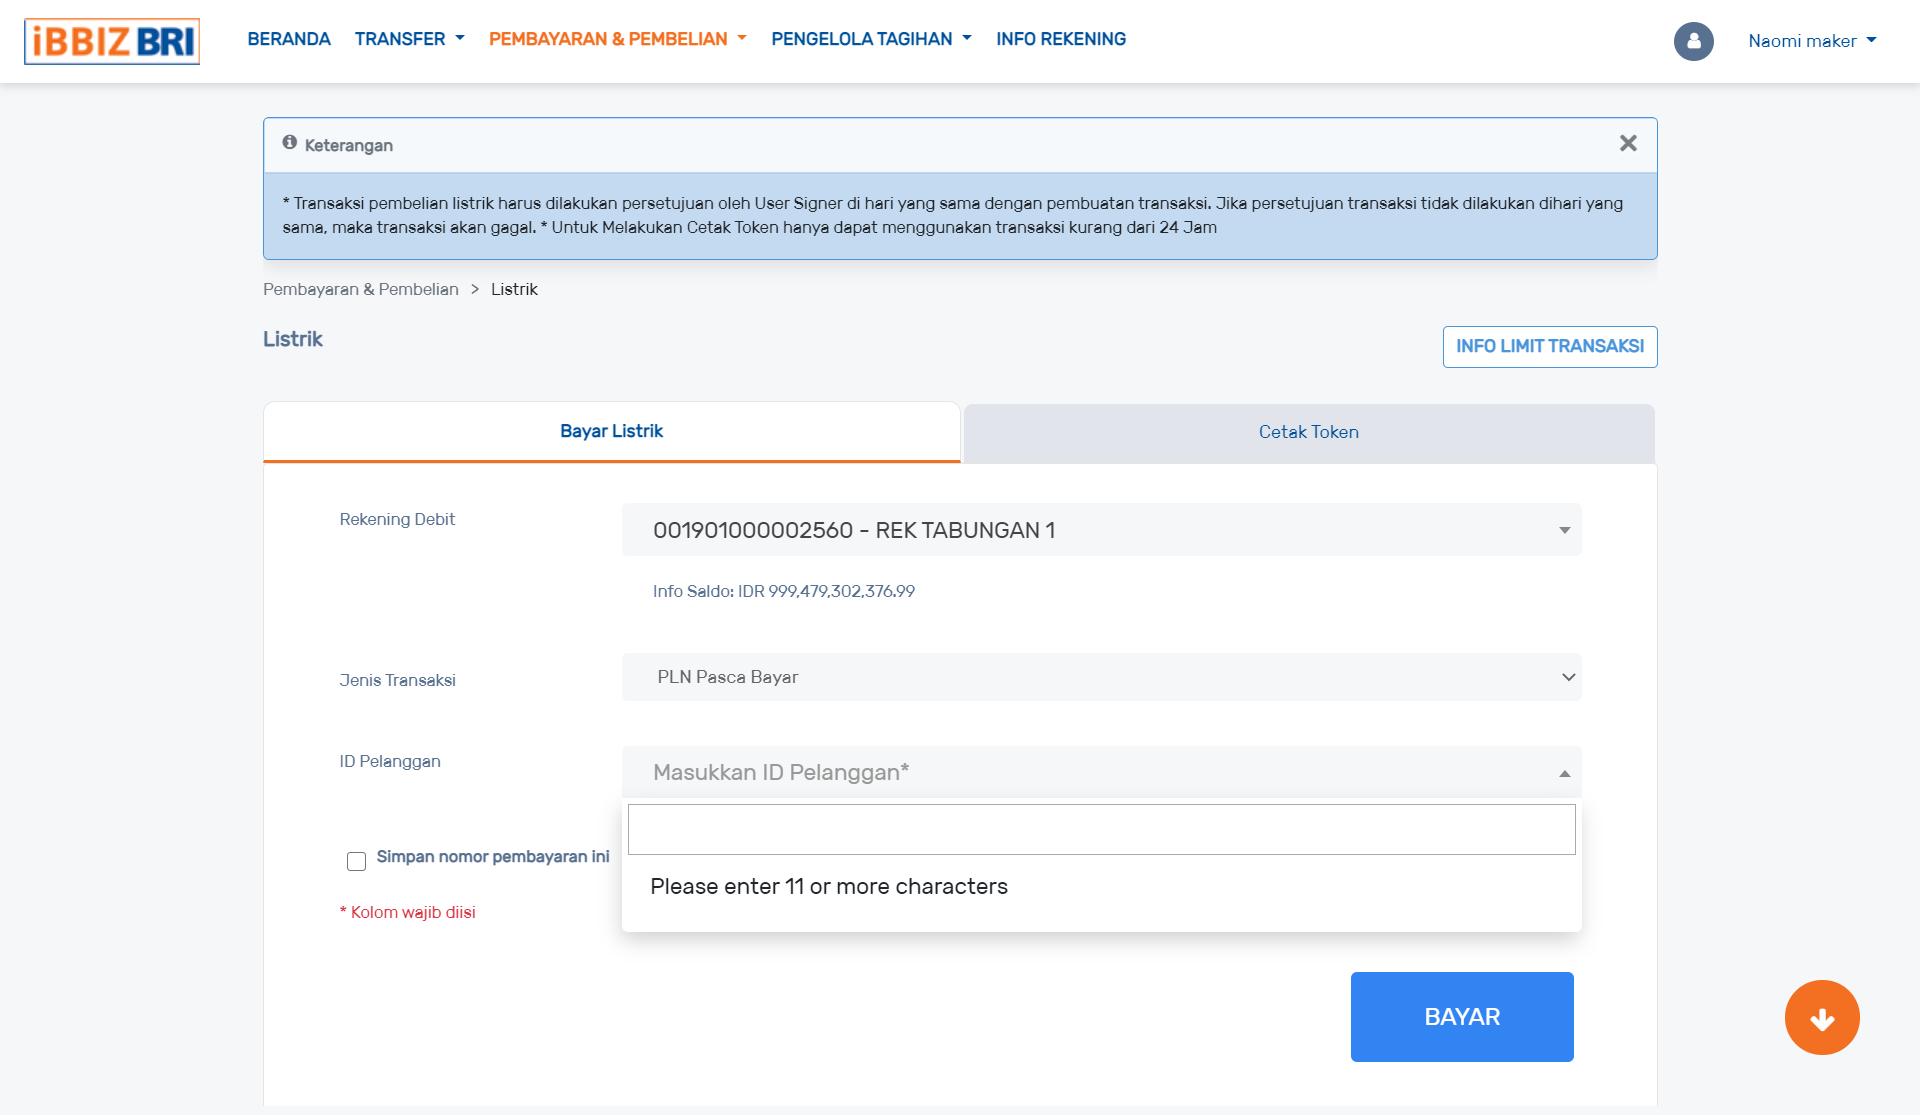 iBBIZ BRI
BERANDA
TRANSFER
PEMBAYARAN & PEMBELIAN
PENGELOLA TAGIHAN
INFO REKENING
Naomi maker
Keterangan
* Transaksi pembelian listrik harus dilakukan persetujuan oleh User Signer di hari yang sama dengan pembuatan transaksi. Jika persetujuan transaksi tidak dilakukan dihari yang
sama, maka transaksi akan gagal. * Untuk Melakukan Cetak Token hanya dapat menggunakan transaksi kurang dari 24 Jam
Pembayaran & Pembelian > Listrik
Listrik
INFO LIMIT TRANSAKSI
Bayar Listrik
Cetak Token
Rekening Debit
001901000002560 - REK TABUNGAN 1
Info Saldo: IDR 999,479,302,376.99
Jenis Transaksi
PLN Pasca Bayar
ID Pelanggan
Masukkan ID Pelanggan*
Simpan nomor pembayaran ini
Please enter 11 or more characters
* Kolom wajib diisi
BAYAR